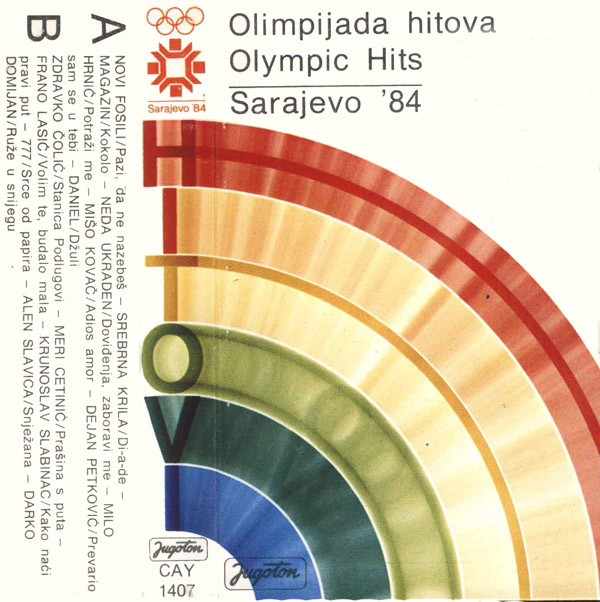 Olimpijada hitova
Olympic Hits
Sarajevo '84
Sarajevo '84
HITOVI
A
NOVI FOSILI/Pazi, da ne nazebeš – SREBRNA KRILA/Di-a-de –
MAGAZIN/Kokolo – NEDA UKRADEN/Doviđenja, zaboravi me – MILO
HRNIĆ/Potraži me – MIŠO KOVAČ/Adios amor – DEJAN PETKOVIĆ/Prevario
sam se u tebi – DANIEL/Džuli
B
ZDRAVKO ČOLIĆ/Stanica Podlugovi – MERI CETINIĆ/Prašina s puta –
FRANO LASIĆ/Volim te, budalo mala – KRUNOSLAV SLABINAC/Kako naći
pravi put – 777/Srce od papira – ALEN SLAVICA/Snježana – DARKO
DOMIJAN/Ruže u snijegu
Jugoton
CAY
1407
Jugoton